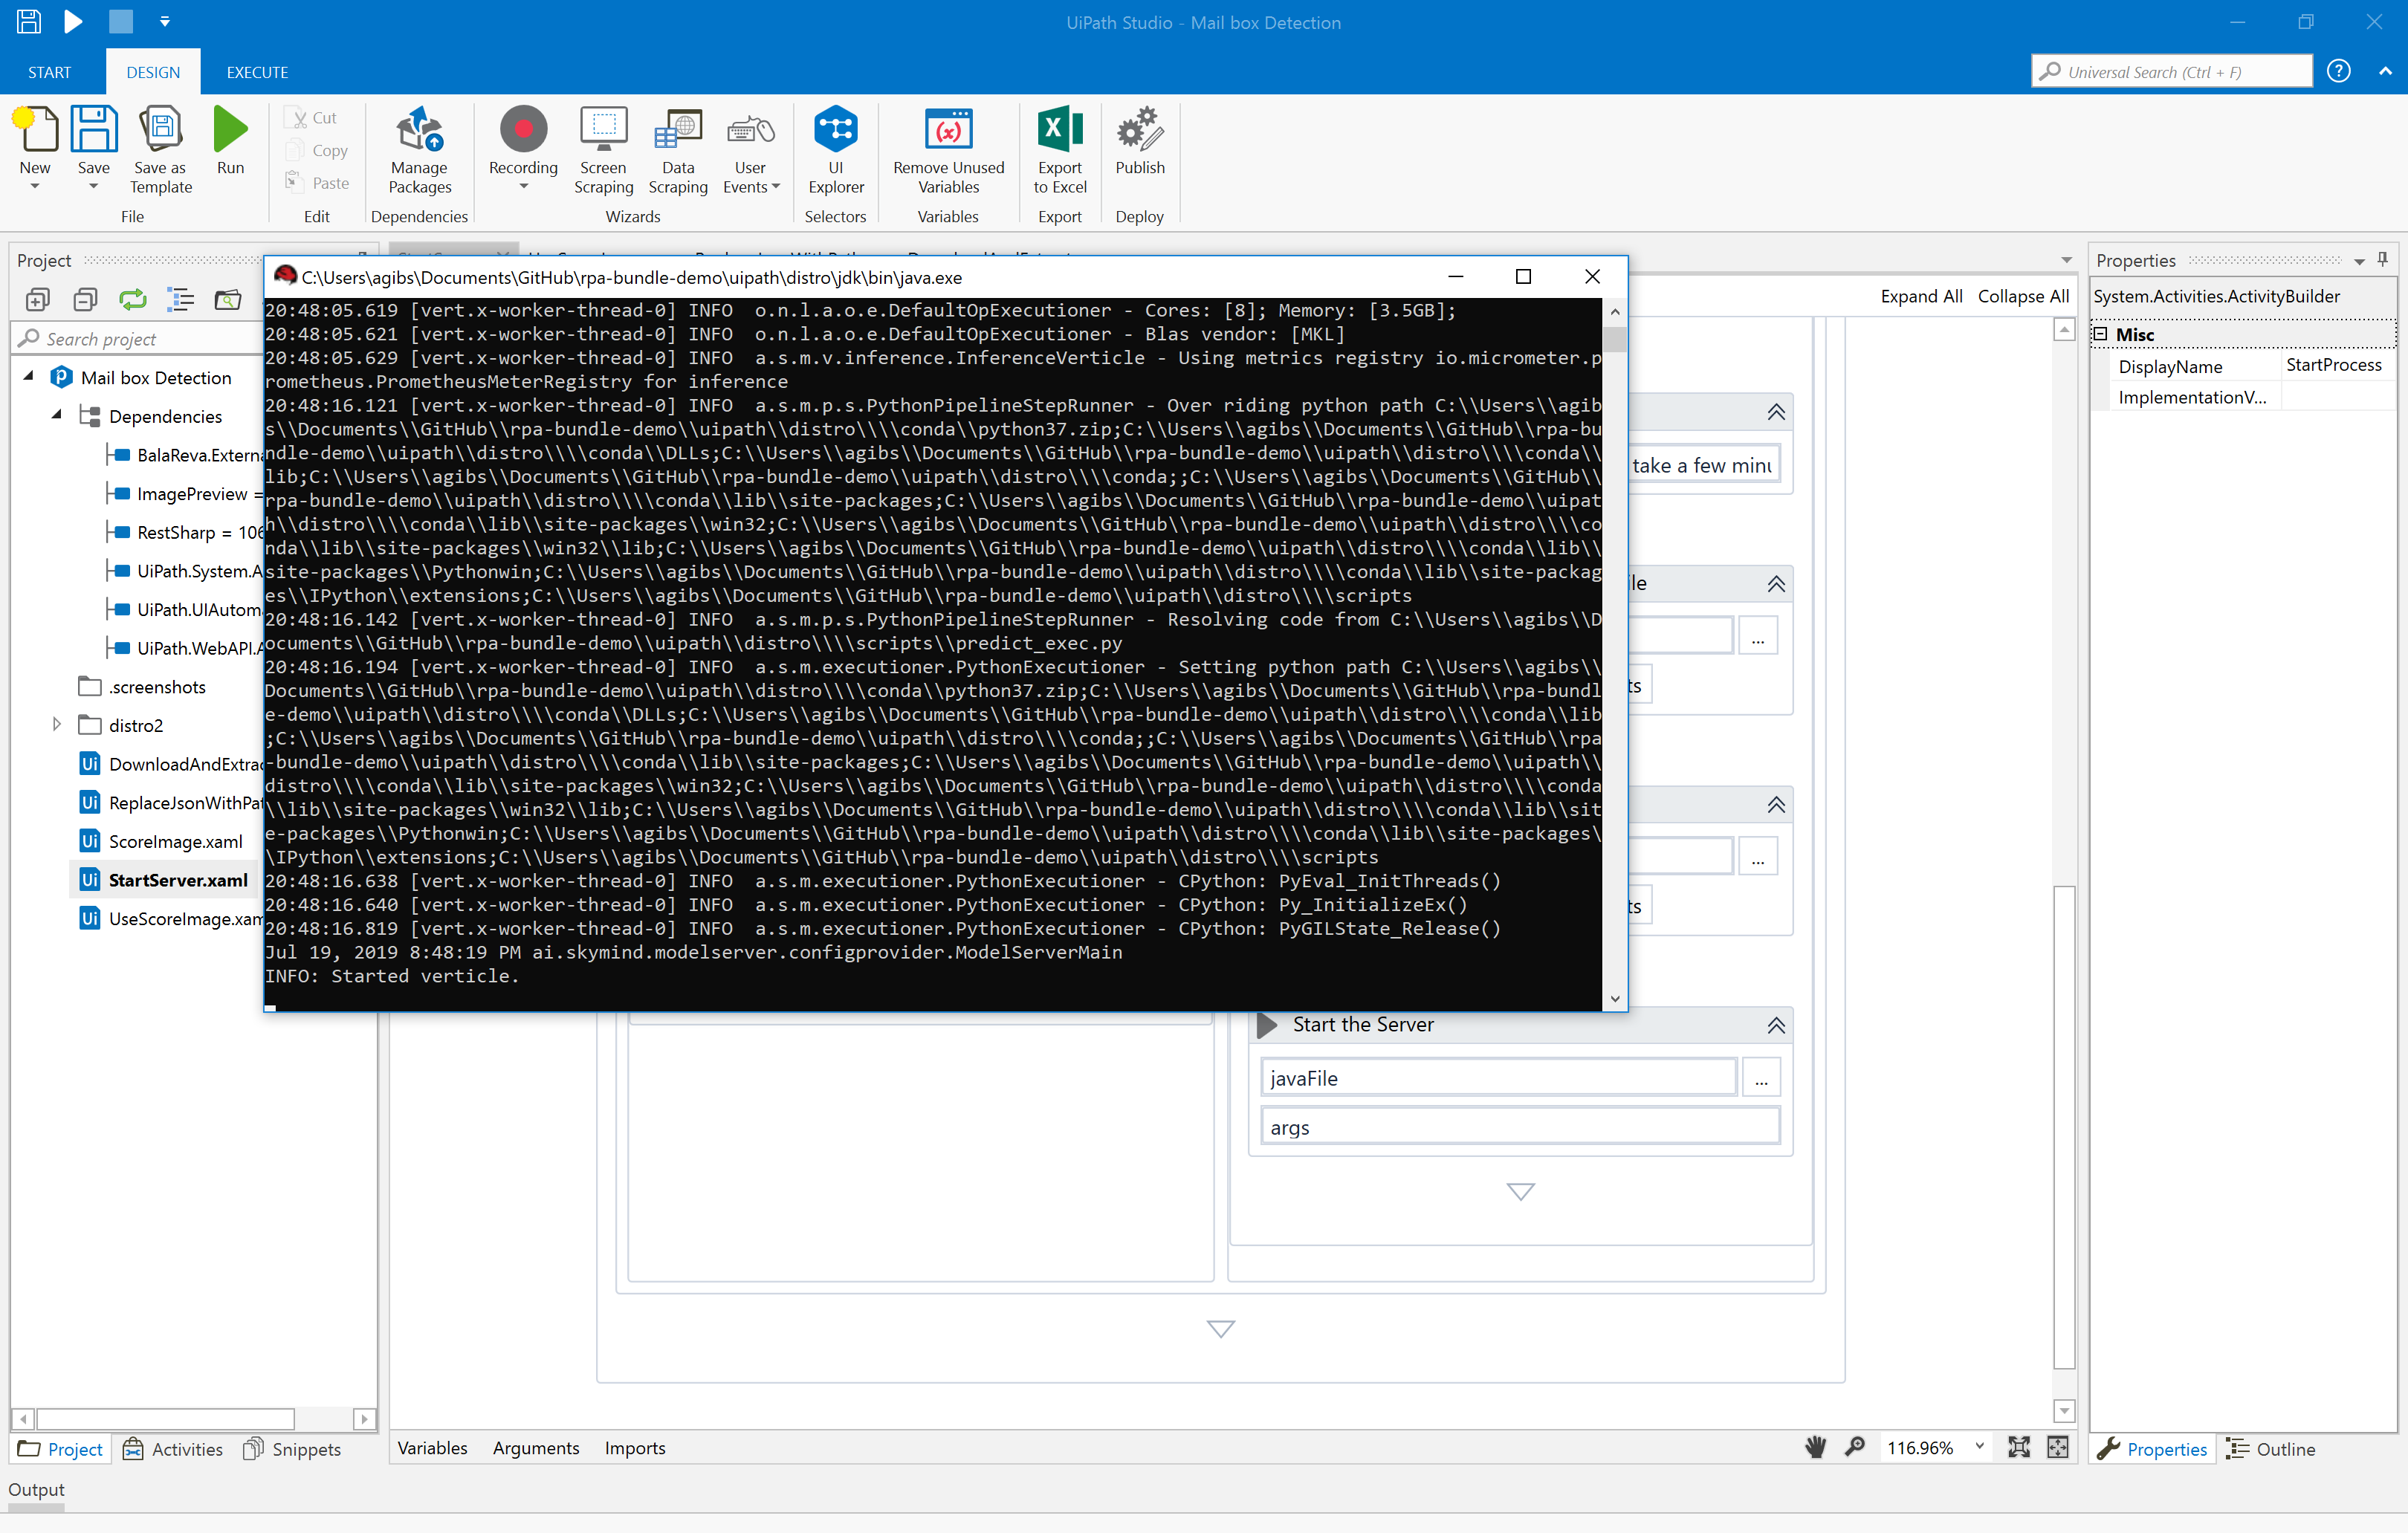 UiPath Studio - Mail box Detection
START
DESIGN
EXECUTE
Universal Search (Ctrl + F)
New
Save
Save as
Template
Run
File
Cut
Copy
Paste
Edit
Manage
Packages
Dependencies
Recording
Screen
Scraping
Data
Scraping
User
Events
Wizards
UI
Explorer
Selectors
Remove Unused
Variables
Variables
Export
to Excel
Export
Publish
Deploy
Project
Search project
Mail box Detection
Dependencies
BalaReva.Externa
ImagePreview =
RestSharp = 106
UiPath.System.A
UiPath.UIAutom
UiPath.WebAPI.A
.screenshots
distro2
DownloadAndExtrac
ReplaceJsonWithPat
ScoreImage.xaml
StartServer.xaml
UseScoreImage.xam
C:\Users\agibs\Documents\GitHub\rpa-bundle-demo\uipath\distro\jdk\bin\java.exe
20:48:05.619 [vert.x-worker-thread-0] INFO  o.n.l.a.o.e.DefaultOpExecutioner - Cores: [8]; Memory: [3.5GB];
20:48:05.621 [vert.x-worker-thread-0] INFO  o.n.l.a.o.e.DefaultOpExecutioner - Blas vendor: [MKL]
20:48:05.629 [vert.x-worker-thread-0] INFO  a.s.m.v.inference.InferenceVerticle - Using metrics registry io.micrometer.p
rometheus.PrometheusMeterRegistry for inference
20:48:16.121 [vert.x-worker-thread-0] INFO  a.s.m.p.s.PythonPipelineStepRunner - Over riding python path C:\\Users\\agib
s\\Documents\\GitHub\\rpa-bundle-demo\\uipath\\distro\\\\conda\\python37.zip;C:\\Users\\agibs\\Documents\\GitHub\\rpa-bu
ndle-demo\\uipath\\distro\\\\conda\\DLLs;C:\\Users\\agibs\\Documents\\GitHub\\rpa-bundle-demo\\uipath\\distro\\\\conda\\
lib;C:\\Users\\agibs\\Documents\\GitHub\\rpa-bundle-demo\\uipath\\distro\\\\conda;;C:\\Users\\agibs\\Documents\\GitHub\\
rpa-bundle-demo\\uipath\\distro\\\\conda\\lib\\site-packages;C:\\Users\\agibs\\Documents\\GitHub\\rpa-bundle-demo\\uipat
h\\distro\\\\conda\\lib\\site-packages\\win32;C:\\Users\\agibs\\Documents\\GitHub\\rpa-bundle-demo\\uipath\\distro\\\\co
nda\\lib\\site-packages\\win32\\lib;C:\\Users\\agibs\\Documents\\GitHub\\rpa-bundle-demo\\uipath\\distro\\\\conda\\lib\\
site-packages\\Pythonwin;C:\\Users\\agibs\\Documents\\GitHub\\rpa-bundle-demo\\uipath\\distro\\\\conda\\lib\\site-packag
es\\IPython\\extensions;C:\\Users\\agibs\\Documents\\GitHub\\rpa-bundle-demo\\uipath\\distro\\\\scripts
20:48:16.142 [vert.x-worker-thread-0] INFO  a.s.m.p.s.PythonPipelineStepRunner - Resolving code from C:\\Users\\agibs\\D
ocuments\\GitHub\\rpa-bundle-demo\\uipath\\distro\\\\scripts\\predict_exec.py
20:48:16.194 [vert.x-worker-thread-0] INFO  a.s.m.executioner.PythonExecutioner - Setting python path C:\\Users\\agibs\\
Documents\\GitHub\\rpa-bundle-demo\\uipath\\distro\\\\conda\\python37.zip;C:\\Users\\agibs\\Documents\\GitHub\\rpa-bundl
e-demo\\uipath\\distro\\\\conda\\DLLs;C:\\Users\\agibs\\Documents\\GitHub\\rpa-bundle-demo\\uipath\\distro\\\\conda\\lib
;C:\\Users\\agibs\\Documents\\GitHub\\rpa-bundle-demo\\uipath\\distro\\\\conda;;C:\\Users\\agibs\\Documents\\GitHub\\rpa
-bundle-demo\\uipath\\distro\\\\conda\\lib\\site-packages;C:\\Users\\agibs\\Documents\\GitHub\\rpa-bundle-demo\\uipath\\
distro\\\\conda\\lib\\site-packages\\win32;C:\\Users\\agibs\\Documents\\GitHub\\rpa-bundle-demo\\uipath\\distro\\\\conda
\\lib\\site-packages\\win32\\lib;C:\\Users\\agibs\\Documents\\GitHub\\rpa-bundle-demo\\uipath\\distro\\\\conda\\lib\\sit
e-packages\\Pythonwin;C:\\Users\\agibs\\Documents\\GitHub\\rpa-bundle-demo\\uipath\\distro\\\\conda\\lib\\site-packages\
\IPython\\extensions;C:\\Users\\agibs\\Documents\\GitHub\\rpa-bundle-demo\\uipath\\distro\\\\scripts
20:48:16.638 [vert.x-worker-thread-0] INFO  a.s.m.executioner.PythonExecutioner - CPython: PyEval_InitThreads()
20:48:16.640 [vert.x-worker-thread-0] INFO  a.s.m.executioner.PythonExecutioner - CPython: Py_InitializeEx()
20:48:16.819 [vert.x-worker-thread-0] INFO  a.s.m.executioner.PythonExecutioner - CPython: PyGILState_Release()
Jul 19, 2019 8:48:19 PM ai.skymind.modelserver.configprovider.ModelServerMain
INFO: Started verticle.
Expand All
Collapse All
take a few minu
le
...
ts
...
ts
Start the Server
javaFile
...
args
Properties
System.Activities.ActivityBuilder
Misc
DisplayName
StartProcess
ImplementationV...
Project
Activities
Snippets
Variables
Arguments
Imports
116.96%
Properties
Outline
Output